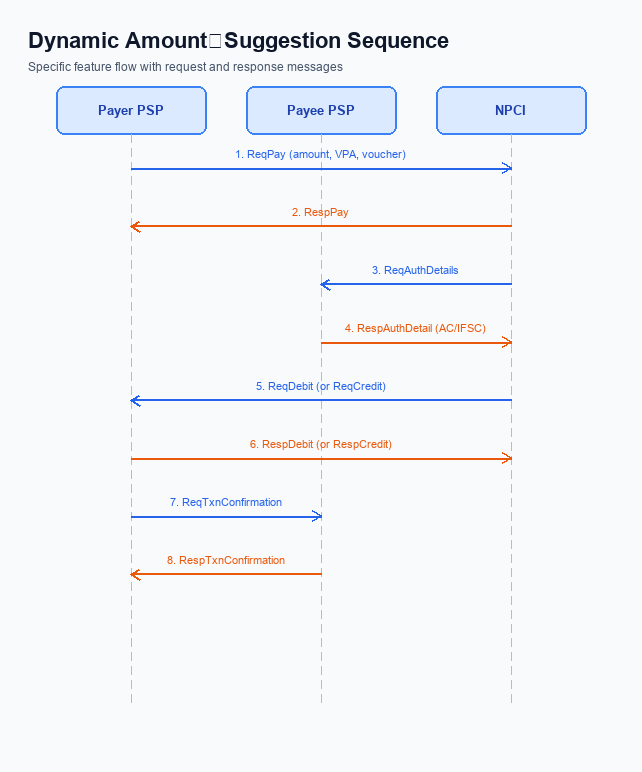 Dynamic Amount□Suggestion Sequence
Specific feature flow with request and response messages
Payer PSP
Payee PSP
NPCI
1. ReqPay (amount, VPA, voucher)
2. RespPay
3. ReqAuthDetails
4. RespAuthDetail (AC/IFSC)
5. ReqDebit (or ReqCredit)
6. RespDebit (or RespCredit)
7. ReqTxnConfirmation
8. RespTxnConfirmation